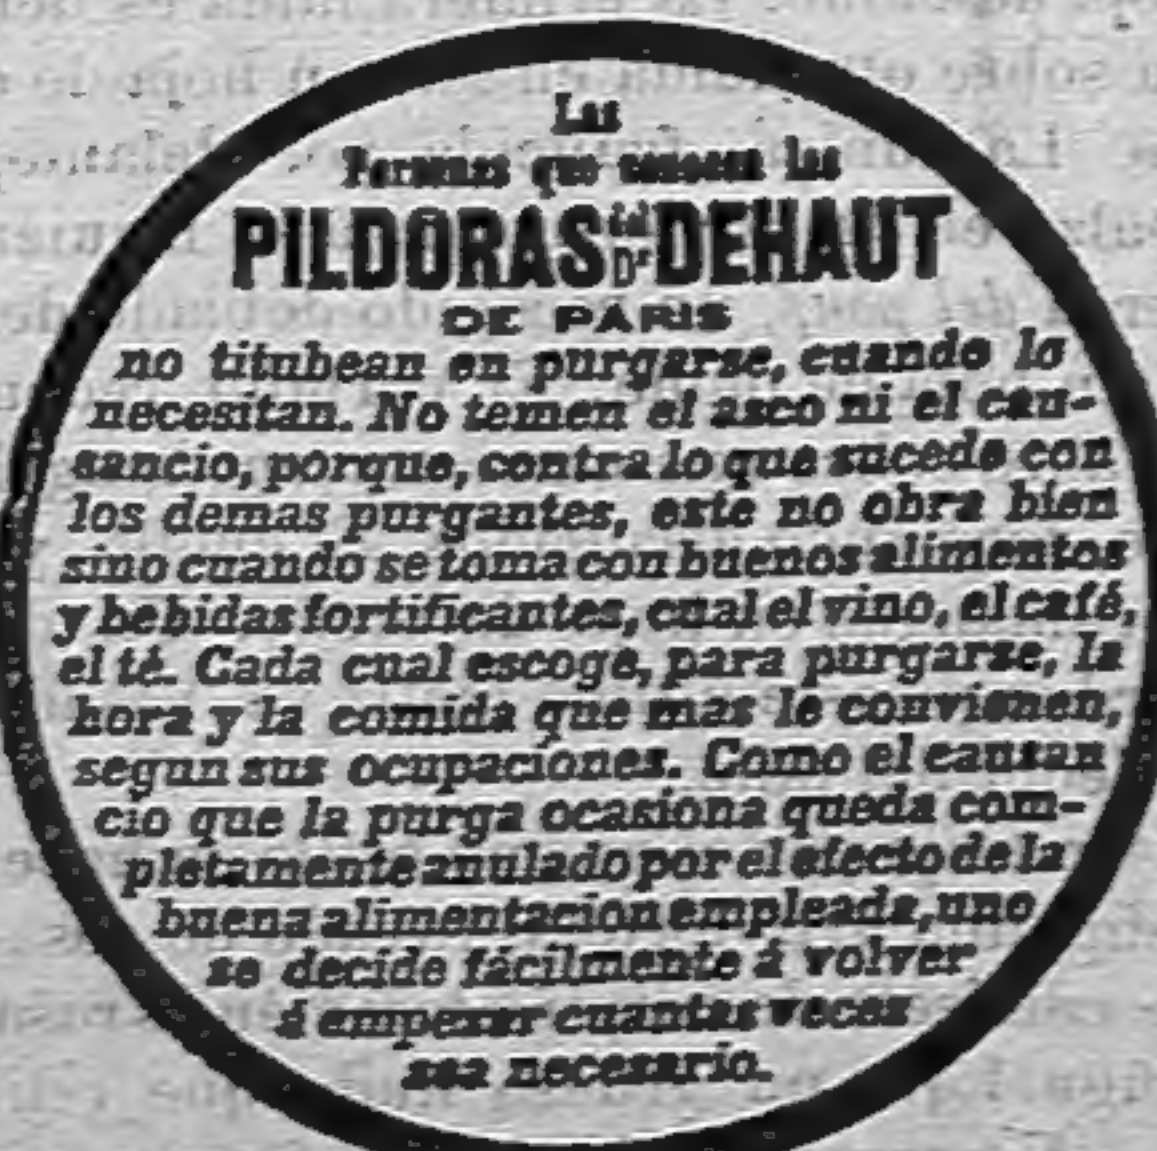 Las
Personas que conocen las
PILDORAS del Dr DEHAUT
DE PARIS
no titubean en purgarse, cuando lo
necesitan. No temen el asco ni el cau-
sancio, porque, contra lo que sucede con
los demas purgantes, este no obra bien
sino cuando se toma con buenos alimentos
y bebidas fortificantes, cual el vino, el café,
el té. Cada cual escoge, para purgarse, la
hora y la comida que mas le convienen,
segun sus ocupaciones. Como el causan
cio que la purga ocasiona queda com-
pletamente anulado por el efecto de la
buena alimentacion empleada, uno
se decide fácilmente á volver
á empezar cuantas veces
sea necesario.